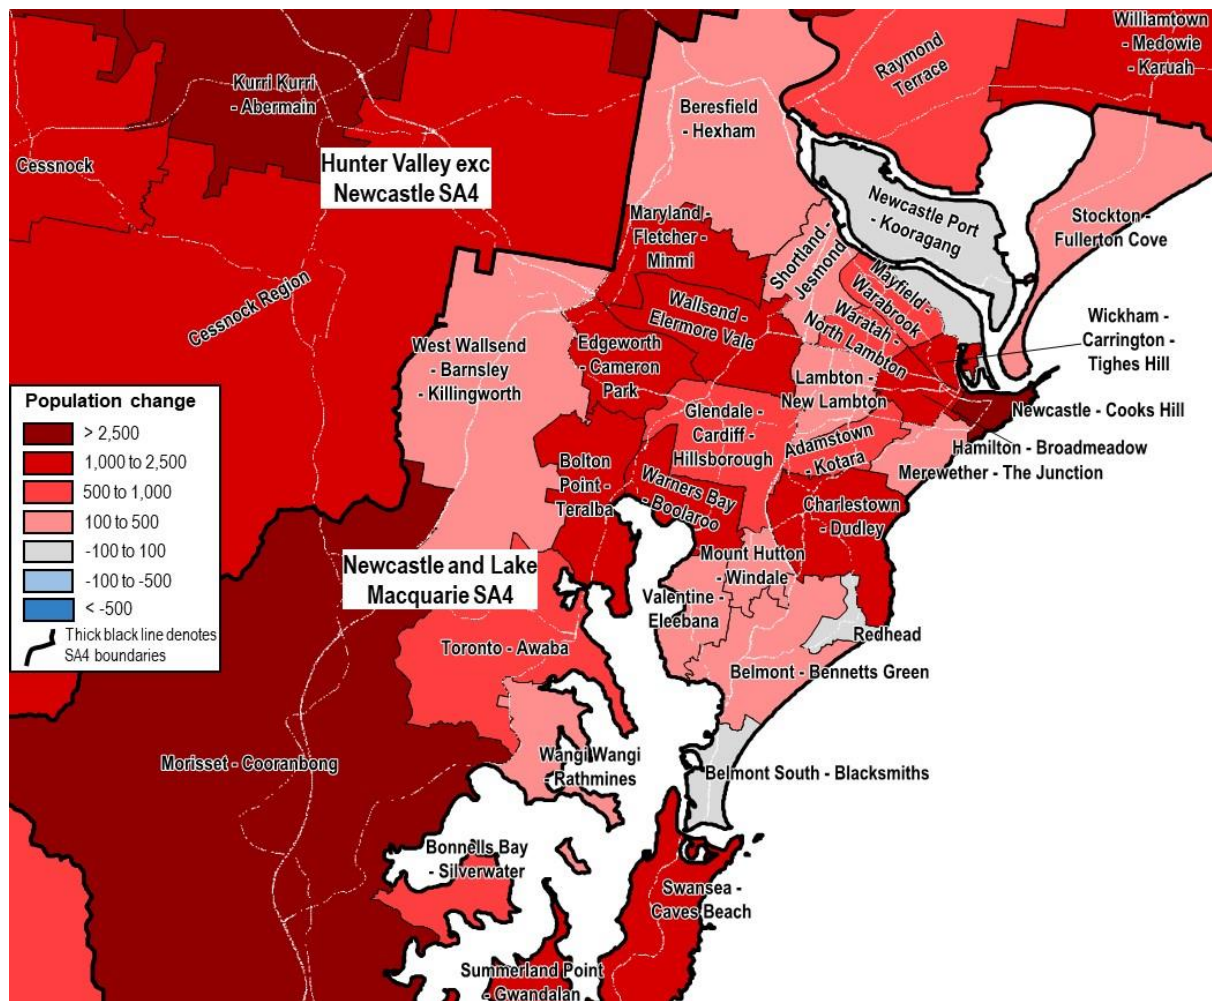 Williamtown
- Medowie
- Karuah
Raymond
Terrace
Kurri Kurri
- Abermain
Beresfield
- Hexham
Cessnock
Hunter Valley exc
Newcastle SA4
Newcastle Port
- Kooragang
Stockton -
Fullerton Cove
Maryland -
Fletcher -
Minmi
Shortland -
Jesmond
Mayfield -
Warabrook
Cessnock Region
Wallsend -
Elermore Vale
Waratah -
North Lambton
Wickham -
Carrington -
Tighes Hill
West Wallsend
- Barnsley
- Killingworth
Edgeworth
- Cameron
Park
Lambton -
New Lambton
Newcastle - Cooks Hill
Glendale -
Cardiff -
Hillsborough
Adamstown
- Kotara
Hamilton - Broadmeadow
Merewether - The Junction
Population change
> 2,500
1,000 to 2,500
500 to 1,000
100 to 500
-100 to 100
-100 to -500
< -500
Thick black line denotes
SA4 boundaries
Bolton
Point -
Teralba
Warners Bay
- Boolaroo
Charlestown
- Dudley
Newcastle and Lake
Macquarie SA4
Mount Hutton
- Windale
Valentine -
Eleebana
Redhead
Toronto - Awaba
Belmont - Bennetts Green
Morisset - Cooranbong
Wangi Wangi
- Rathmines
Belmont South - Blacksmiths
Bonnells Bay
- Silverwater
Swansea -
Caves Beach
Summerland Point
- Gwandalan